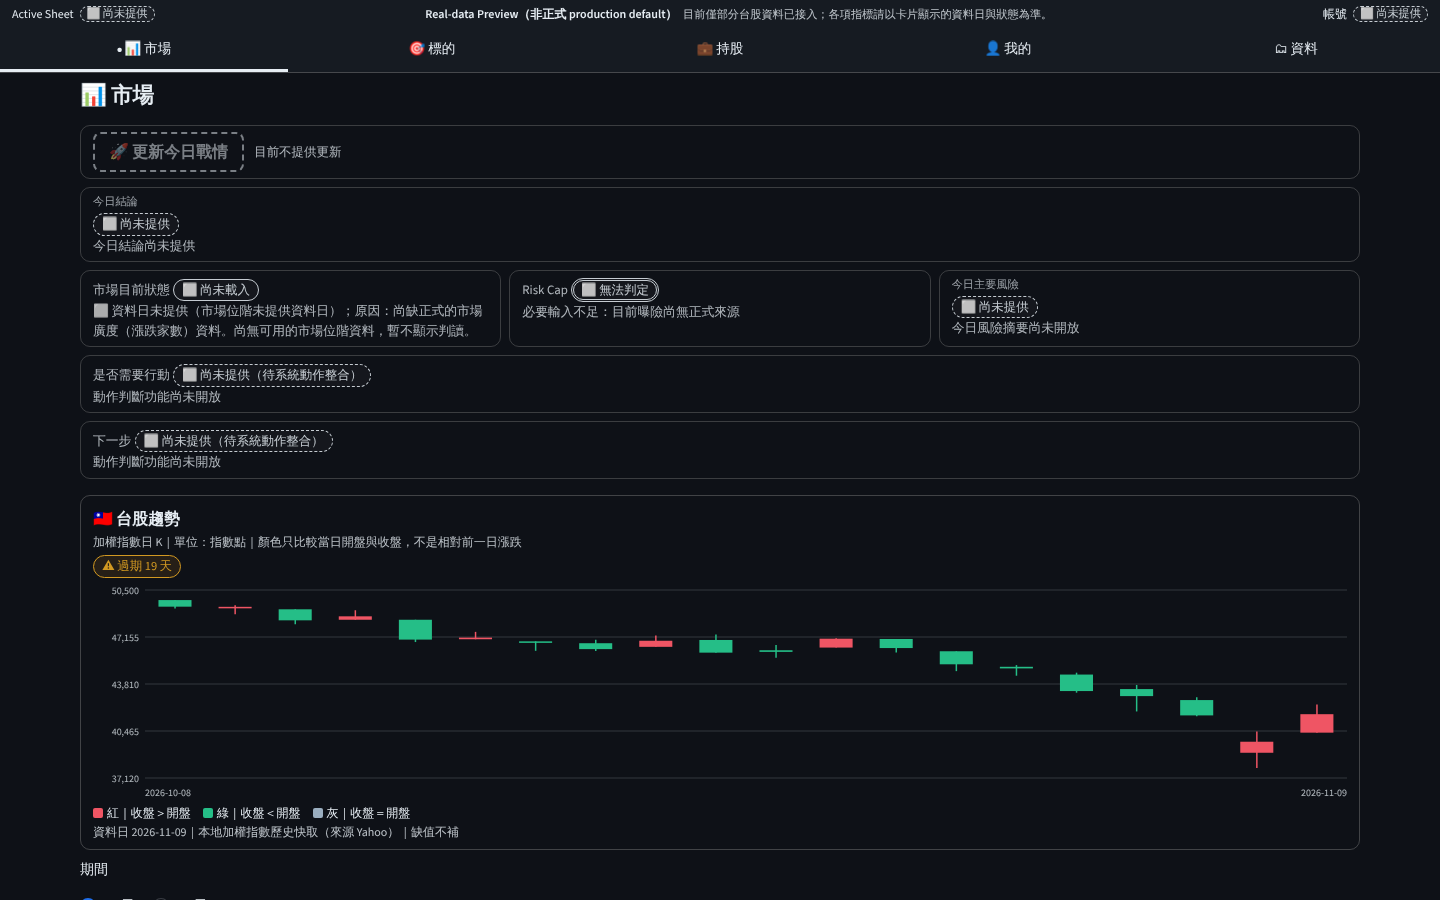 Active Sheet ⬜ 尚未提供
Real-data Preview（非正式 production default） 目前僅部分台股資料已接入；各項指標請以卡片顯示的資料日與狀態為準。
帳號 ⬜ 尚未提供
• 📊 市場
🎯 標的
💼 持股
👤 我的
🗂 資料
📊 市場
🚀 更新今日戰情 目前不提供更新
今日結論
⬜ 尚未提供
今日結論尚未提供
市場目前狀態 ⬜ 尚未載入
⬜ 資料日未提供（市場位階未提供資料日）；原因：尚缺正式的市場
廣度（漲跌家數）資料。尚無可用的市場位階資料，暫不顯示判讀。
Risk Cap ⬜ 無法判定
必要輸入不足：目前曝險尚無正式來源
今日主要風險
⬜ 尚未提供
今日風險摘要尚未開放
是否需要行動 ⬜ 尚未提供（待系統動作整合）
動作判斷功能尚未開放
下一步 ⬜ 尚未提供（待系統動作整合）
動作判斷功能尚未開放
🇹🇼 台股趨勢
加權指數日 K｜單位：指數點｜顏色只比較當日開盤與收盤，不是相對前一日漲跌
⚠ 過期 19 天
50,500
47,155
43,810
40,465
37,120
2026-10-08
2026-11-09
紅｜收盤＞開盤 綠｜收盤＜開盤 灰｜收盤＝開盤
資料日 2026-11-09｜本地加權指數歷史快取（來源 Yahoo）｜缺值不補
期間